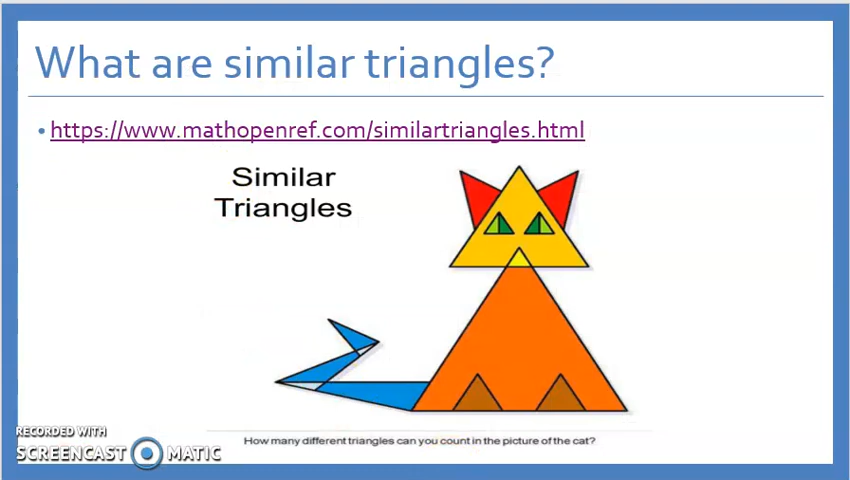 What are similar triangles?
• https://www.mathopenref.com/similartriangles.html
Similar
Triangles
How many different triangles can you count in the picture of the cat?
RECORDED WITH
SCREENCAST MATIC